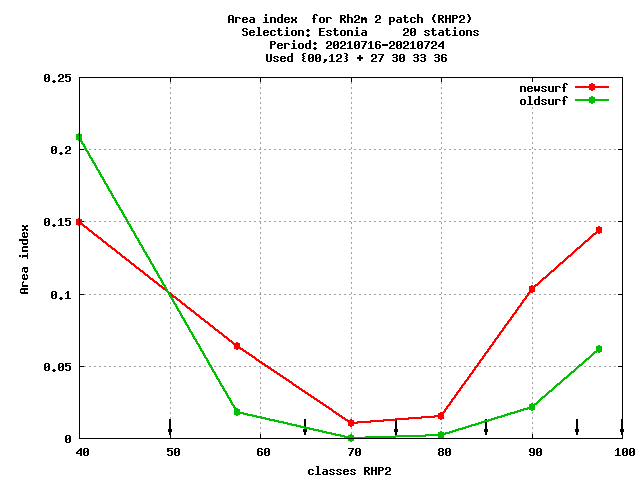 Area index  for Rh2m 2 patch (RHP2)
Selection: Estonia     20 stations
Period: 20210716-20210724
Used {00,12} + 27 30 33 36
newsurf
oldsurf
0.25
0.2
0.15
0.1
0.05
0
Area index
40 50 60 70 80 90 100
classes RHP2